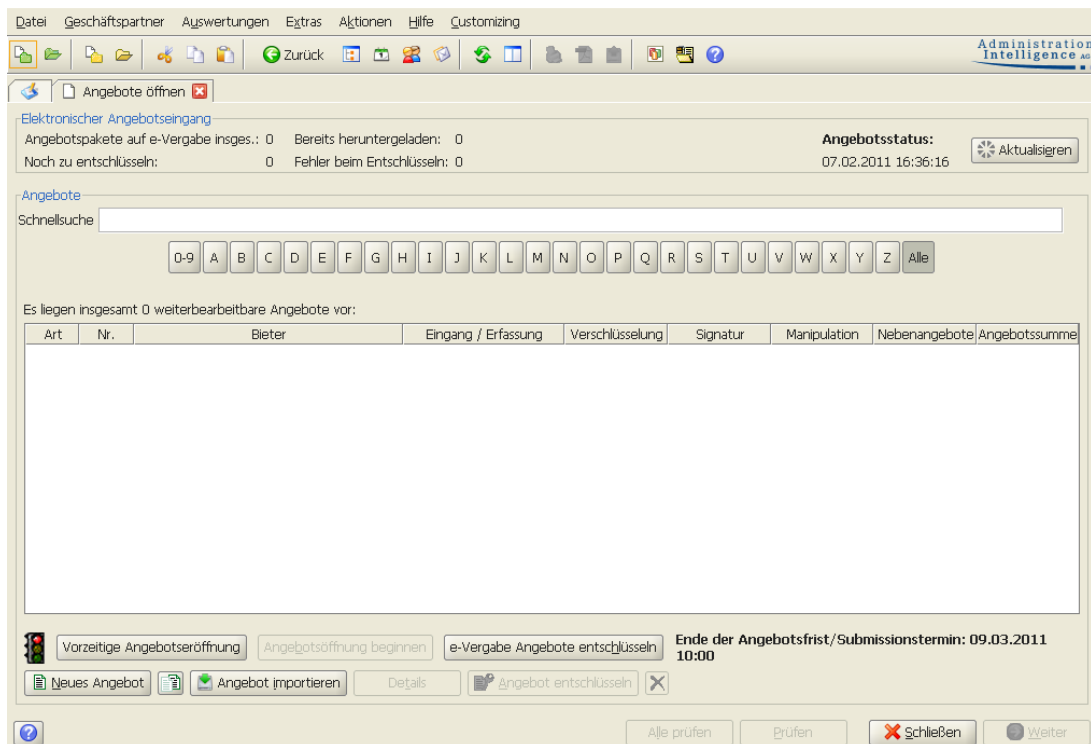 Datei Geschäftspartner Auswertungen Extras Aktionen Hilfe Customizing
Zurück
Administration
Intelligence AG
Angebote öffnen
Elektronischer Angebotseingang
Angebotspakete auf e-Vergabe insges.: 0 Bereits heruntergeladen: 0 Angebotsstatus:
Noch zu entschlüsseln: 0 Fehler beim Entschlüsseln: 0 07.02.2011 16:36:16 Aktualisieren
Angebote
Schnellsuche
0-9 A B C D E F G H I J K L M N O P Q R S T U V W X Y Z Alle
Es liegen insgesamt 0 weiterbearbeitbare Angebote vor:
Art Nr. Bieter Eingang / Erfassung Verschlüsselung Signatur Manipulation Nebenangebote Angebotssumme
Vorzeitige Angebotseröffnung Angebotsöffnung beginnen e-Vergabe Angebote entschlüsseln Ende der Angebotsfrist/Submissionstermin: 09.03.2011
10:00
Neues Angebot Angebot importieren Details Angebot entschlüsseln
Alle prüfen Prüfen Schließen Weiter